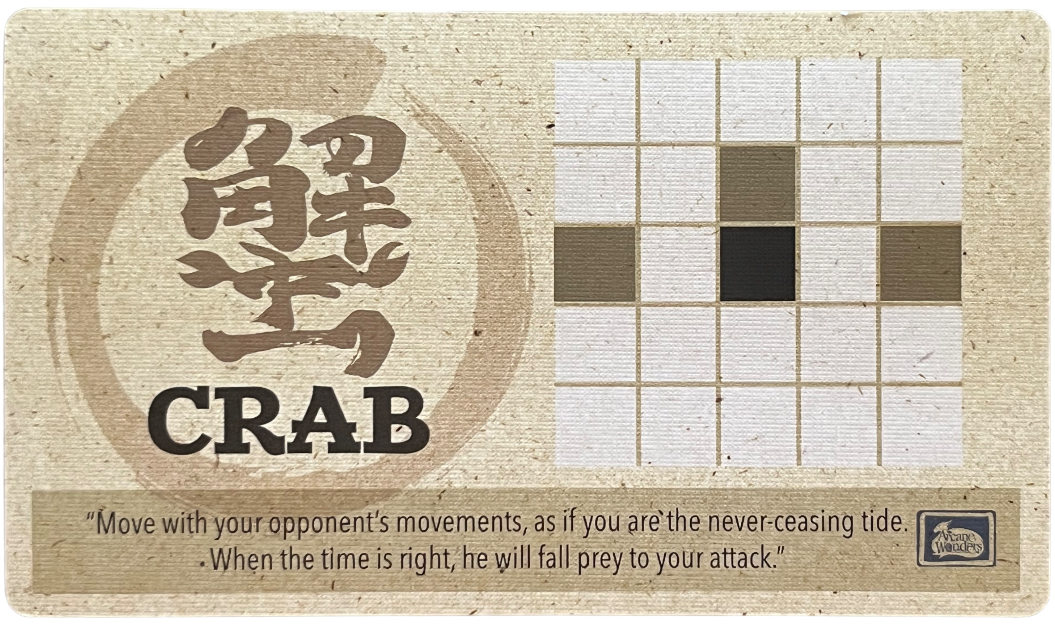 蟹
CRAB
“Move with your opponent’s movements, as if you are the never-ceasing tide.
When the time is right, he will fall prey to your attack.”
Arcane
Wonders